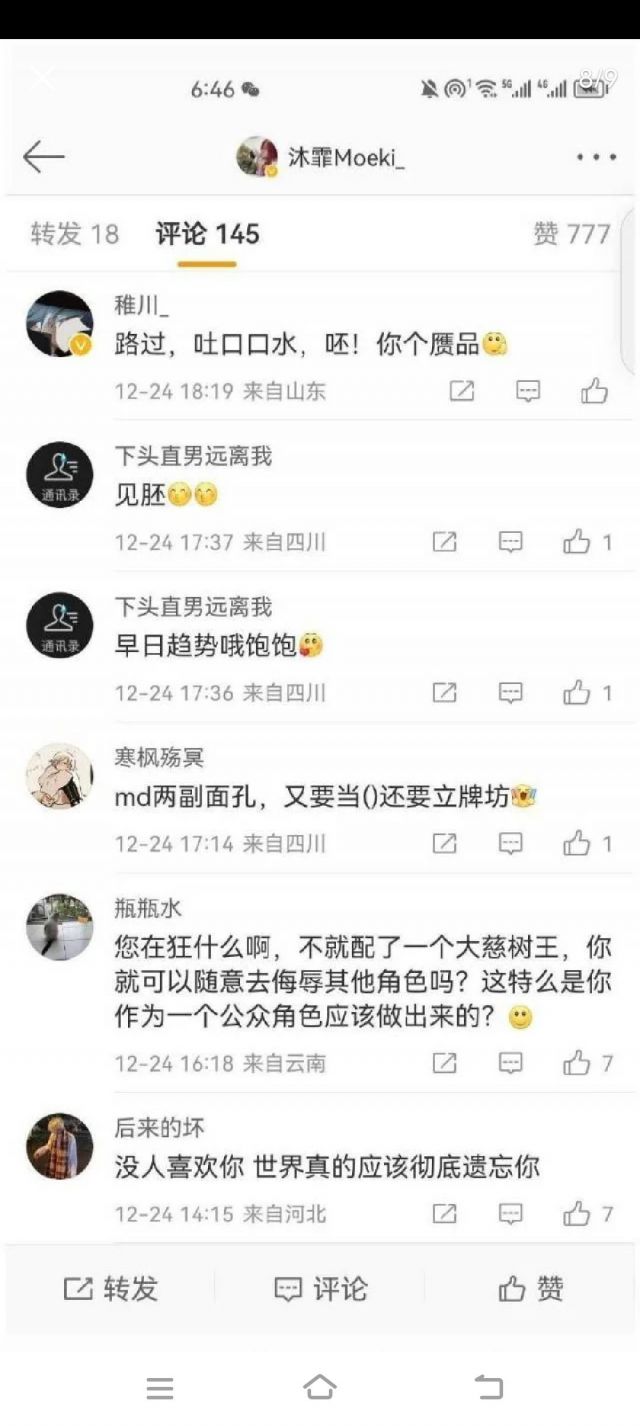 6:46
5G
4G
8/9
沐霏Moeki_
转发 18
评论 145
赞 777
稚川_
路过，吐口口水，呸！你个赝品
12-24 18:19 来自山东
通讯录
下头直男远离我
见胚
12-24 17:37 来自四川
1
通讯录
下头直男远离我
早日趋势哦饱饱
12-24 17:36 来自四川
1
寒枫殇冥
md两副面孔，又要当()还要立牌坊
12-24 17:14 来自四川
1
瓶瓶水
您在狂什么啊，不就配了一个大慈树王，你
就可以随意去侮辱其他角色吗？这特么是你
作为一个公众角色应该做出来的？
12-24 16:18 来自云南
7
后来的坏
没人喜欢你 世界真的应该彻底遗忘你
12-24 14:15 来自河北
7
转发
评论
赞